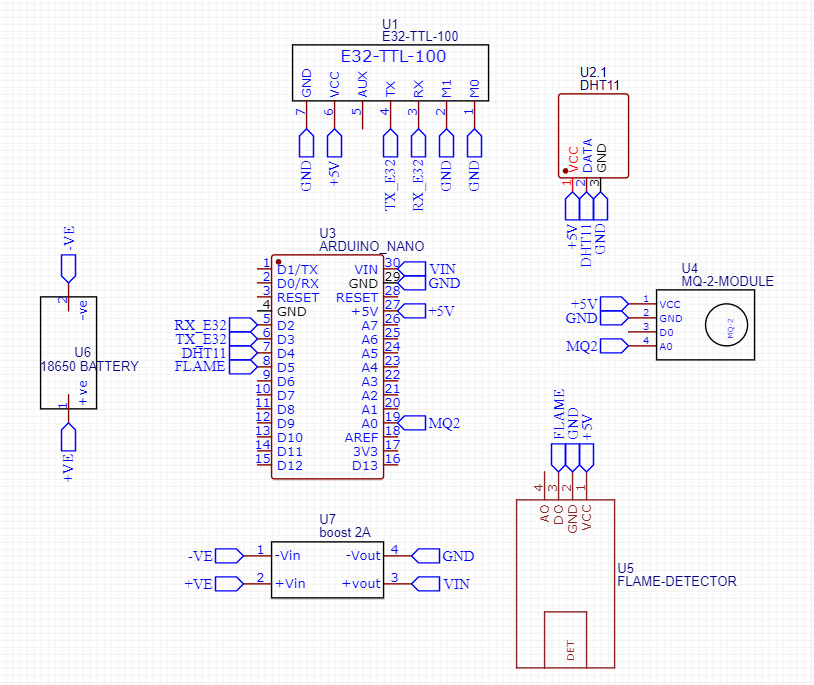 U1
E32-TTL-100
E32-TTL-100
GND VCC AUX TX RX M1 M0
7 6 5 4 3 2 1
GND +5V TX_E32 RX_E32 GND GND
U2.1
DHT11
VCC DATA GND
1 2 3
+5V DHT11 GND
U3
ARDUINO_NANO
1 D1/TX VIN 30 VIN
2 D0/RX GND 29 GND
3 RESET RESET 28
4 GND +5V 27 +5V
RX_E32 5 D2 A7 26
TX_E32 6 D3 A6 25
DHT11 7 D4 A5 24
FLAME 8 D5 A4 23
9 D6 A3 22
10 D7 A2 21
11 D8 A1 20
12 D9 A0 19 MQ2
13 D10 AREF 18
14 D11 3V3 17
15 D12 D13 16
-VE
2
-ve
U6
18650 BATTERY
+ve
1
+VE
U4
MQ-2-MODULE
+5V 1 VCC
GND 2 GND
3 D0
MQ2 4 A0
MQ-2
FLAME GND +5V
4 3 2 1
AO DO GND VCC
U5
FLAME-DETECTOR
DET
U7
boost 2A
-VE 1 -Vin -Vout 4 GND
+VE 2 +Vin +vout 3 VIN